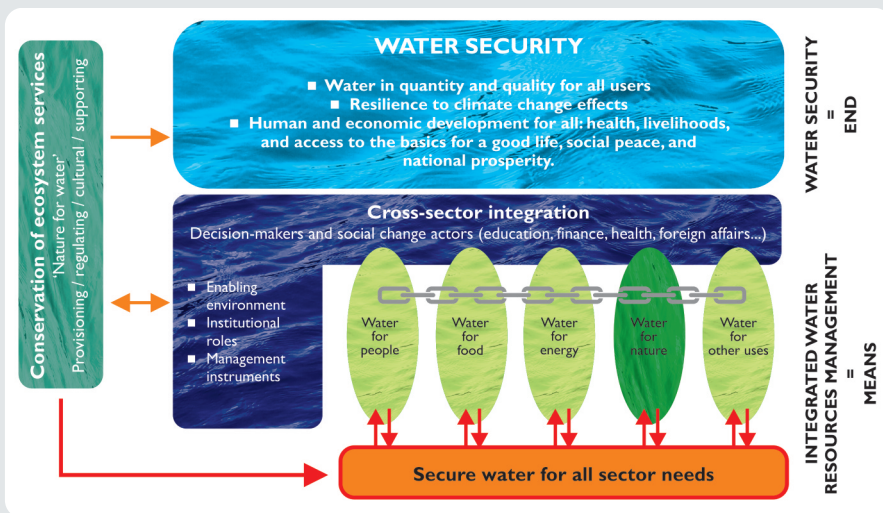 Conservation of ecosystem services
'Nature for water'
Provisioning / regulating / cultural / supporting
WATER SECURITY
■ Water in quantity and quality for all users
■ Resilience to climate change effects
■ Human and economic development for all: health, livelihoods,
and access to the basics for a good life, social peace, and
national prosperity.
WATER SECURITY
=
END
Cross-sector integration
Decision-makers and social change actors (education, finance, health, foreign affairs...)
■ Enabling
environment
■ Institutional
roles
■ Management
instruments
Water
for
people
Water
for
food
Water
for
energy
Water
for
nature
Water
for
other uses
INTEGRATED WATER
RESOURCES MANAGEMENT
=
MEANS
Secure water for all sector needs